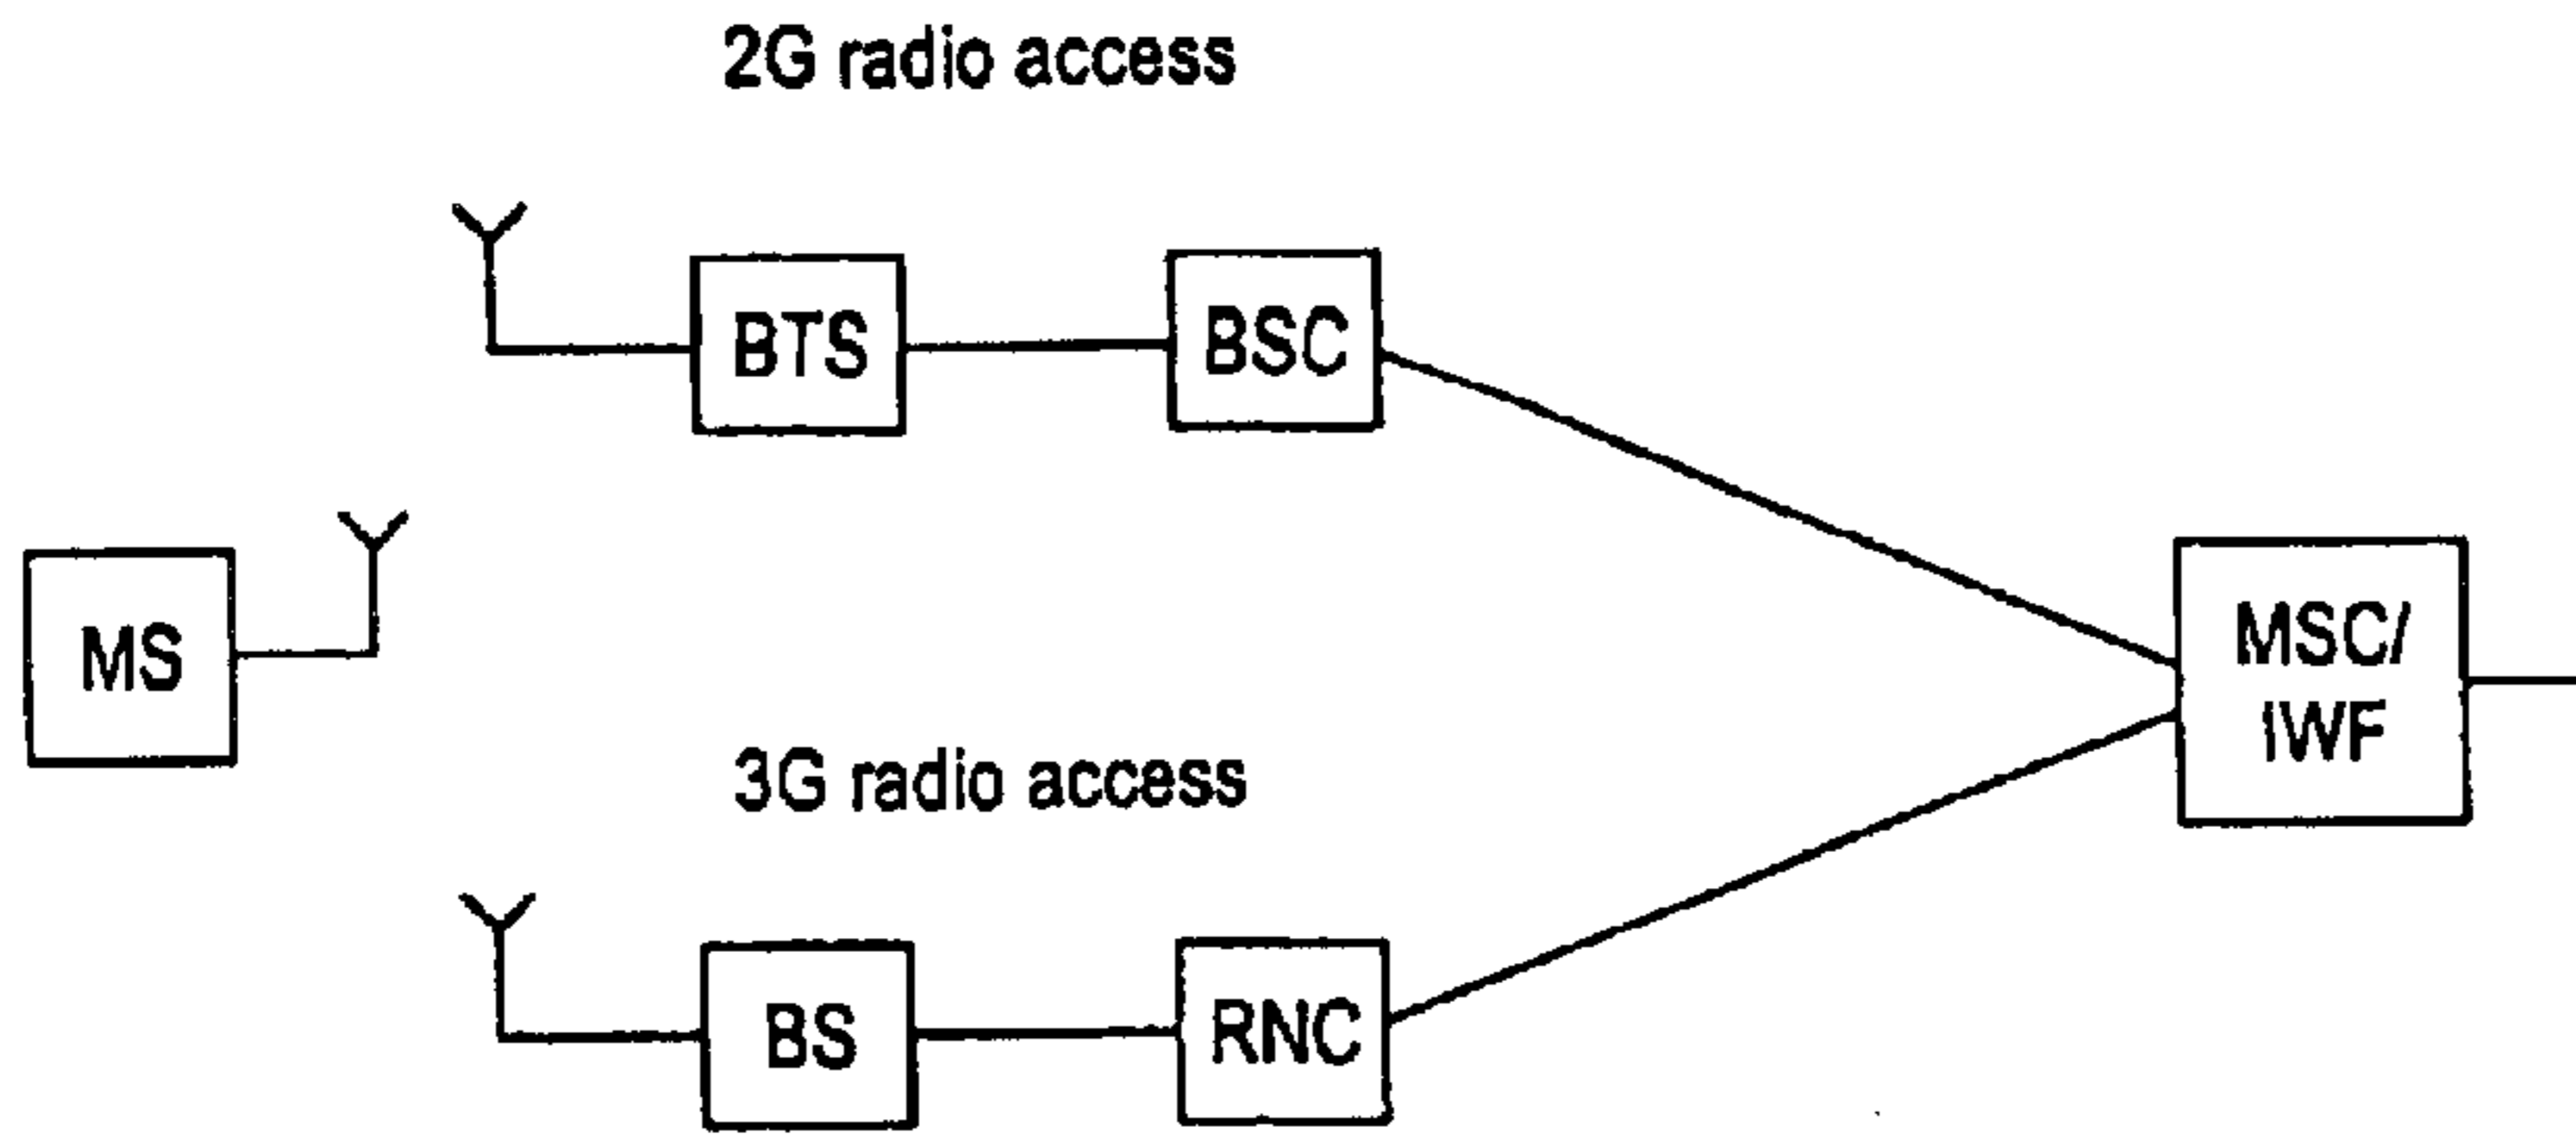 2G radio access
BTS
BSC
MS
MSC/
IWF
3G radio access
BS
RNC